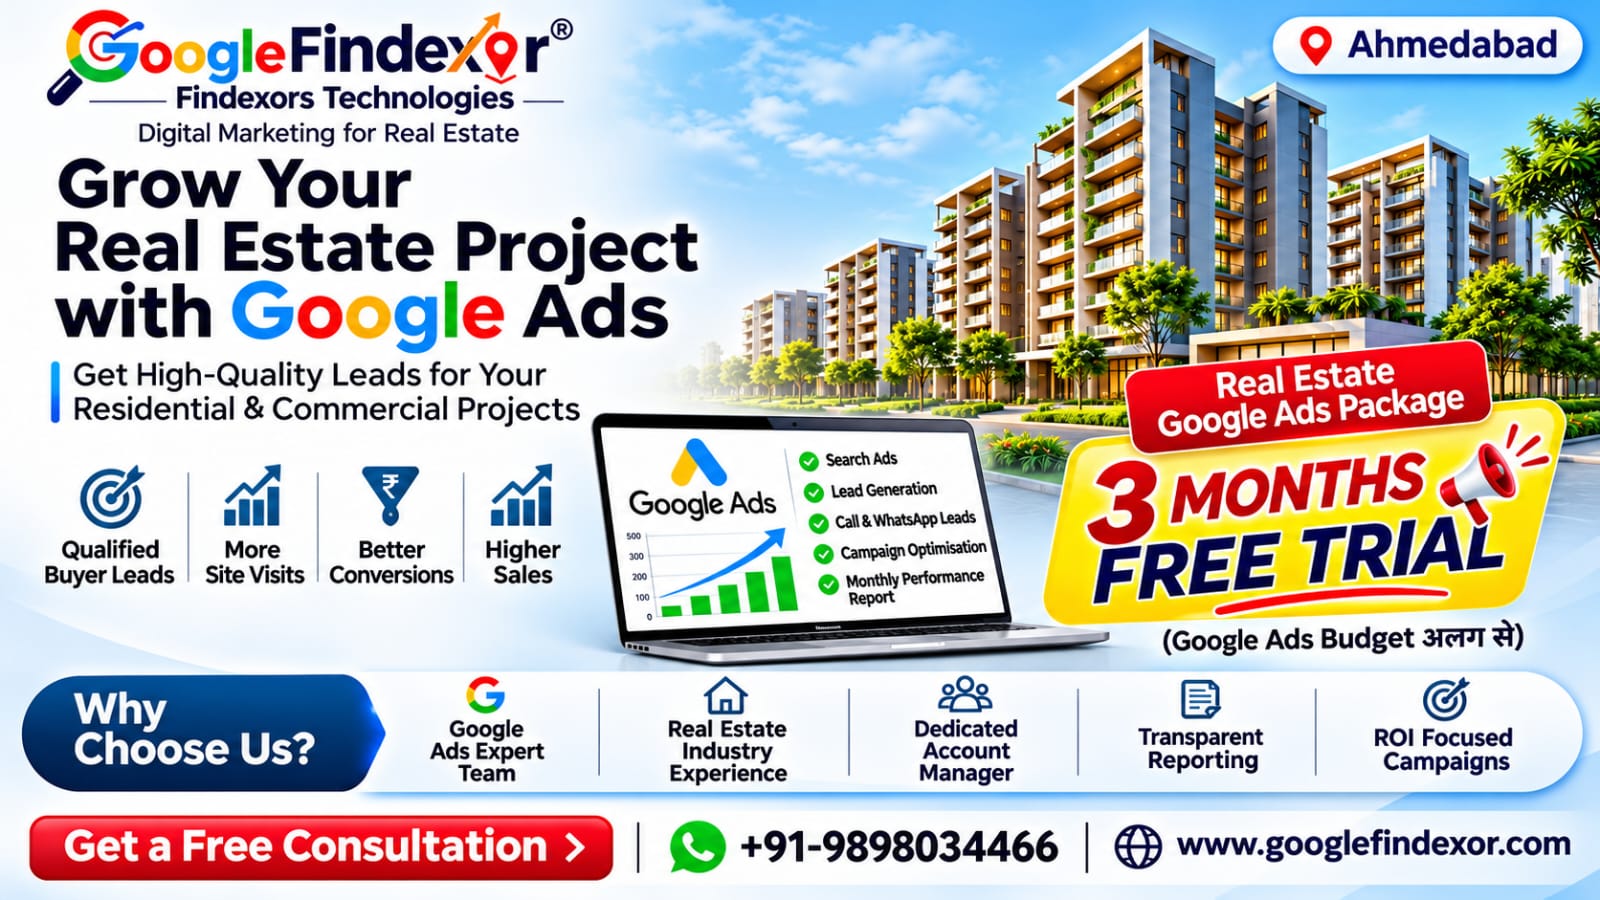 GoogleFindexor®
Findexors Technologies
Digital Marketing for Real Estate
Ahmedabad
Grow Your
Real Estate Project
with Google Ads
Get High-Quality Leads for Your
Residential & Commercial Projects
Qualified
Buyer Leads
More
Site Visits
₹
Better
Conversions
Higher
Sales
Google Ads
500
300
200
100
0
Search Ads
Lead Generation
Call & WhatsApp Leads
Campaign Optimisation
Monthly Performance
Report
Real Estate
Google Ads Package
3 MONTHS
FREE TRIAL
(Google Ads Budget अलग से)
Why
Choose Us?
Google
Ads Expert
Team
Real Estate
Industry
Experience
Dedicated
Account
Manager
Transparent
Reporting
ROI Focused
Campaigns
Get a Free Consultation
+91-9898034466
www.googlefindexor.com